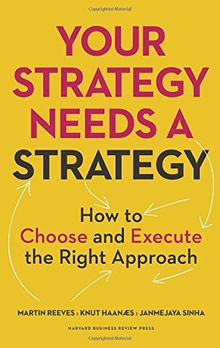 YOUR
STRATEGY
NEEDS A
STRATEGY
How to
Choose and Execute
the Right Approach
MARTIN REEVES | KNUT HAANÆS | JANMEJAYA SINHA
HARVARD BUSINESS REVIEW PRESS